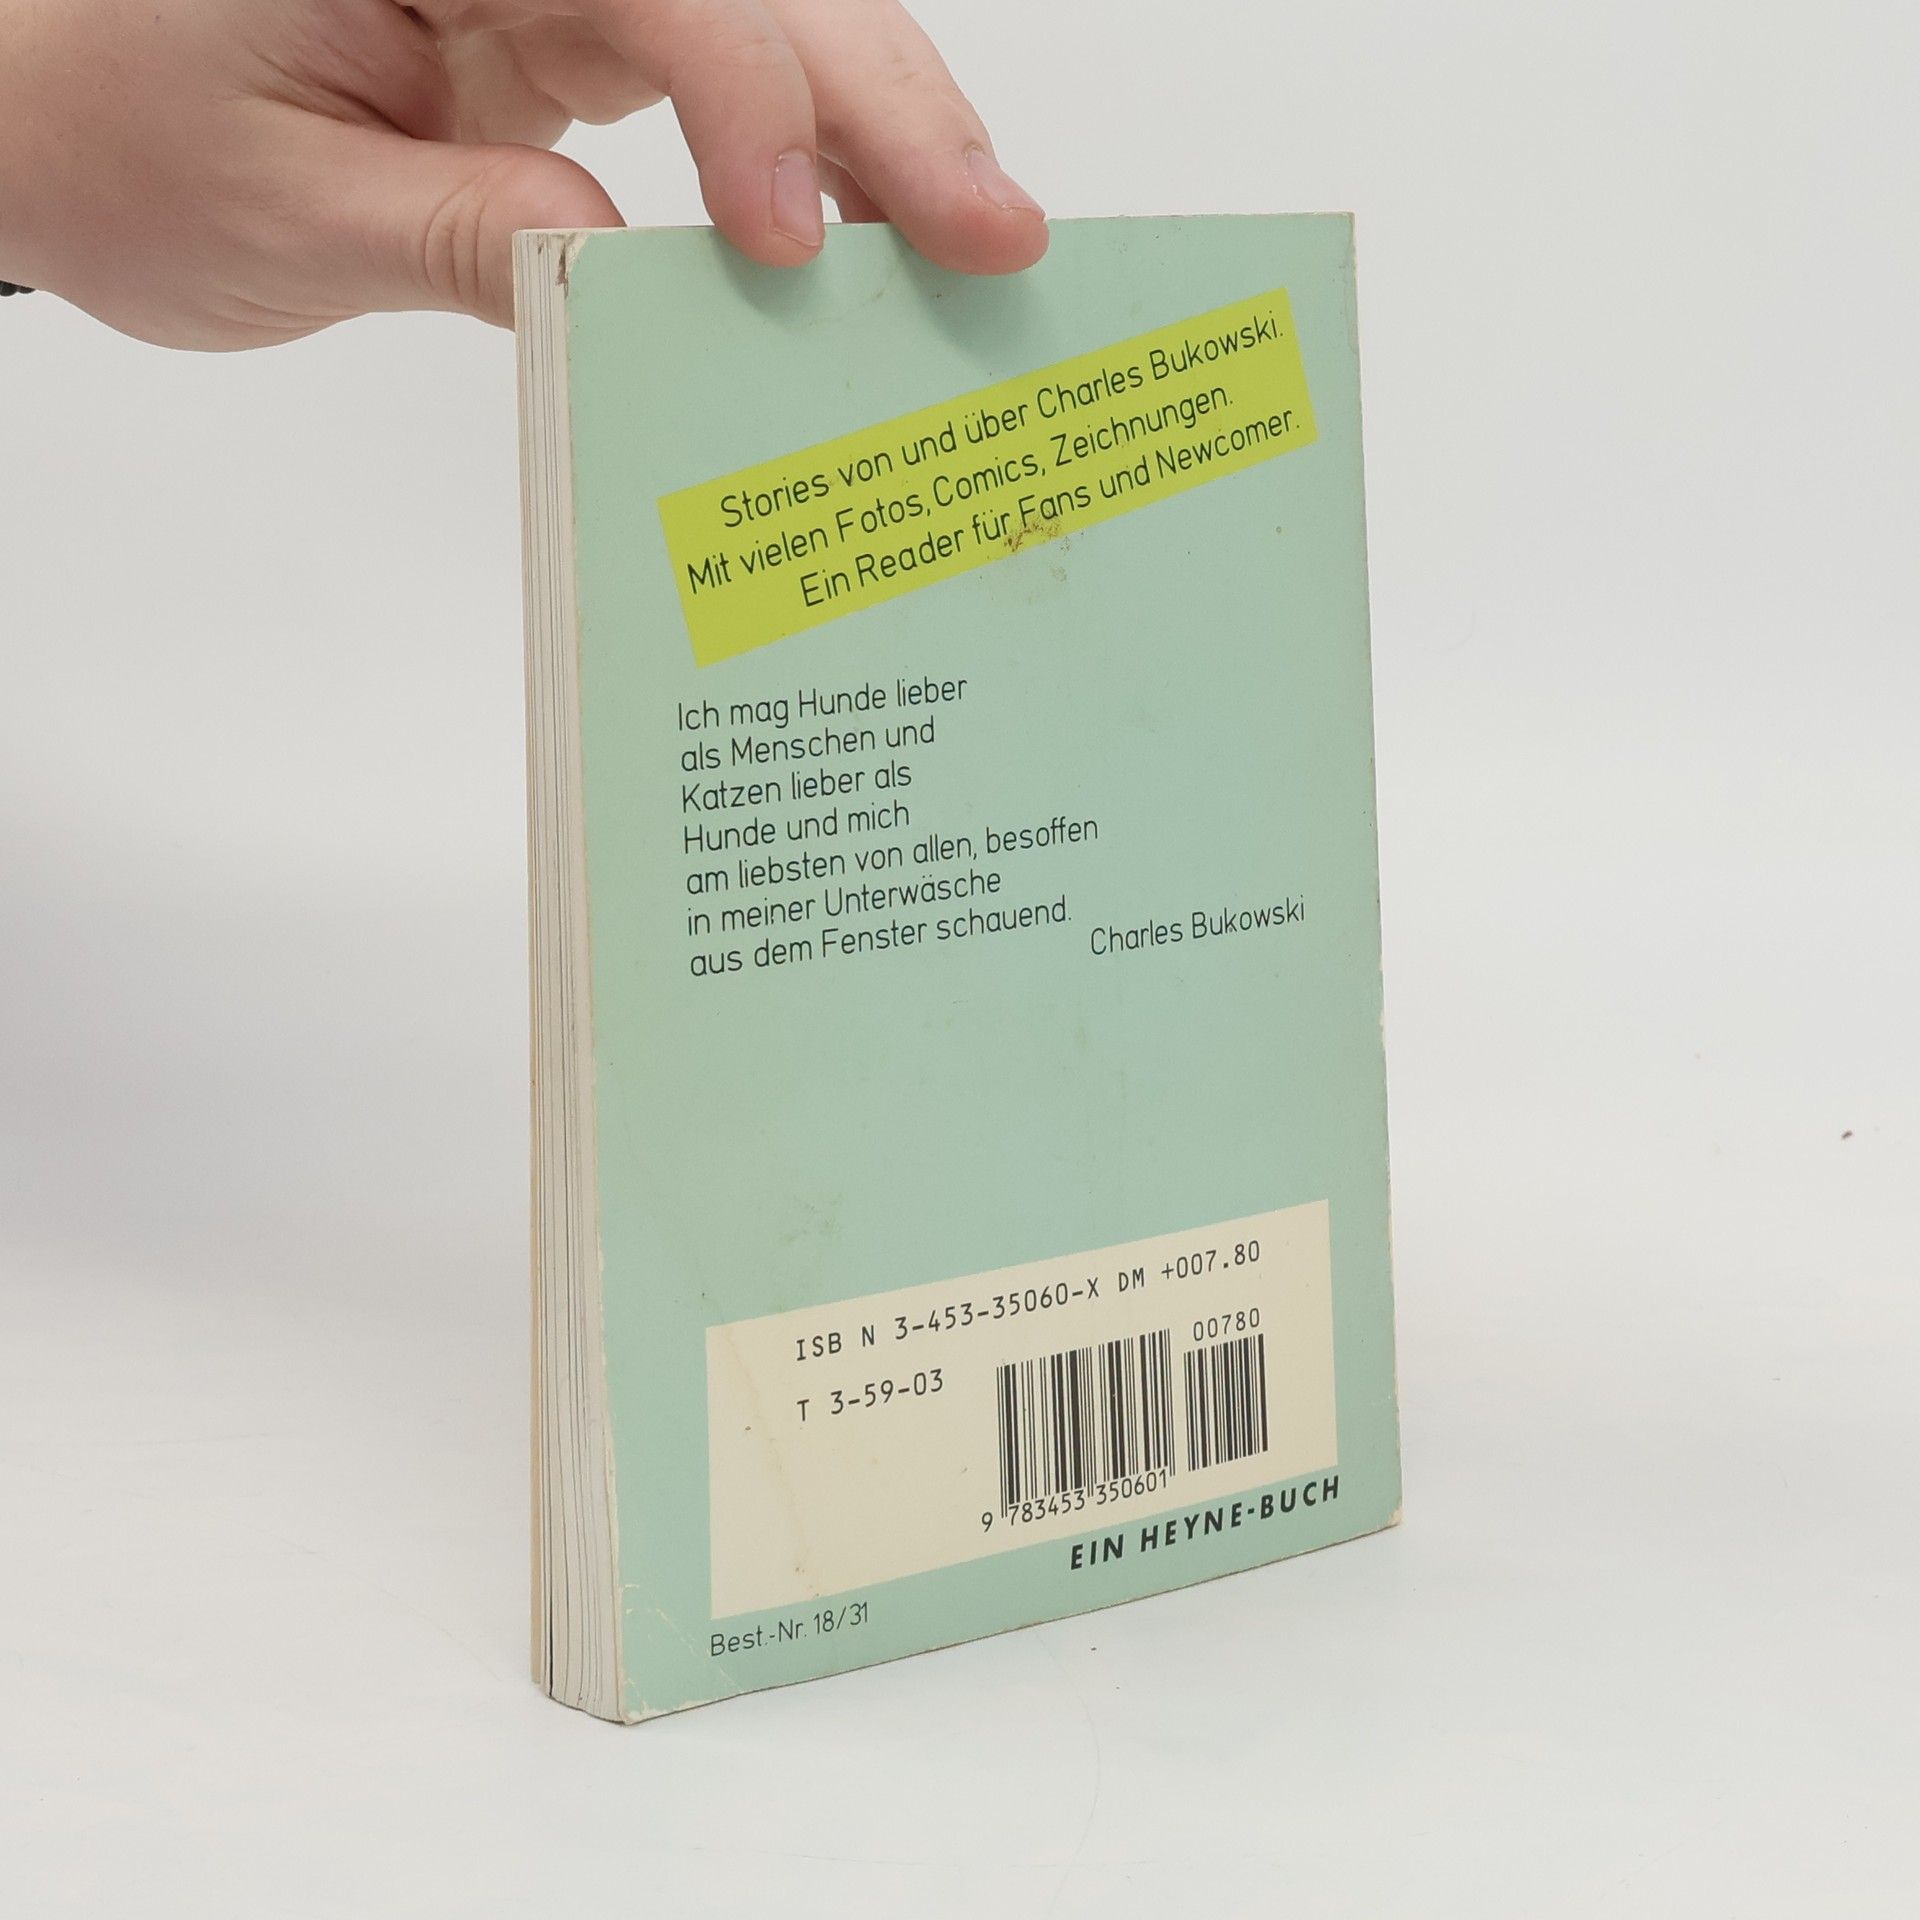 Stories von und über Charles Bukowski.
Mit vielen Fotos, Comics, Zeichnungen.
Ein Reader für Fans und Newcomer.
Ich mag Hunde lieber
als Menschen und
Katzen lieber als
Hunde und mich
am liebsten von allen, besoffen
in meiner Unterwäsche
aus dem Fenster schauend.
Charles Bukowski
ISB N 3-453-35060-X DM +007.80
T 3-59-03
00780
9 783453 350601
EIN HEYNE-BUCH
Best.-Nr. 18/31